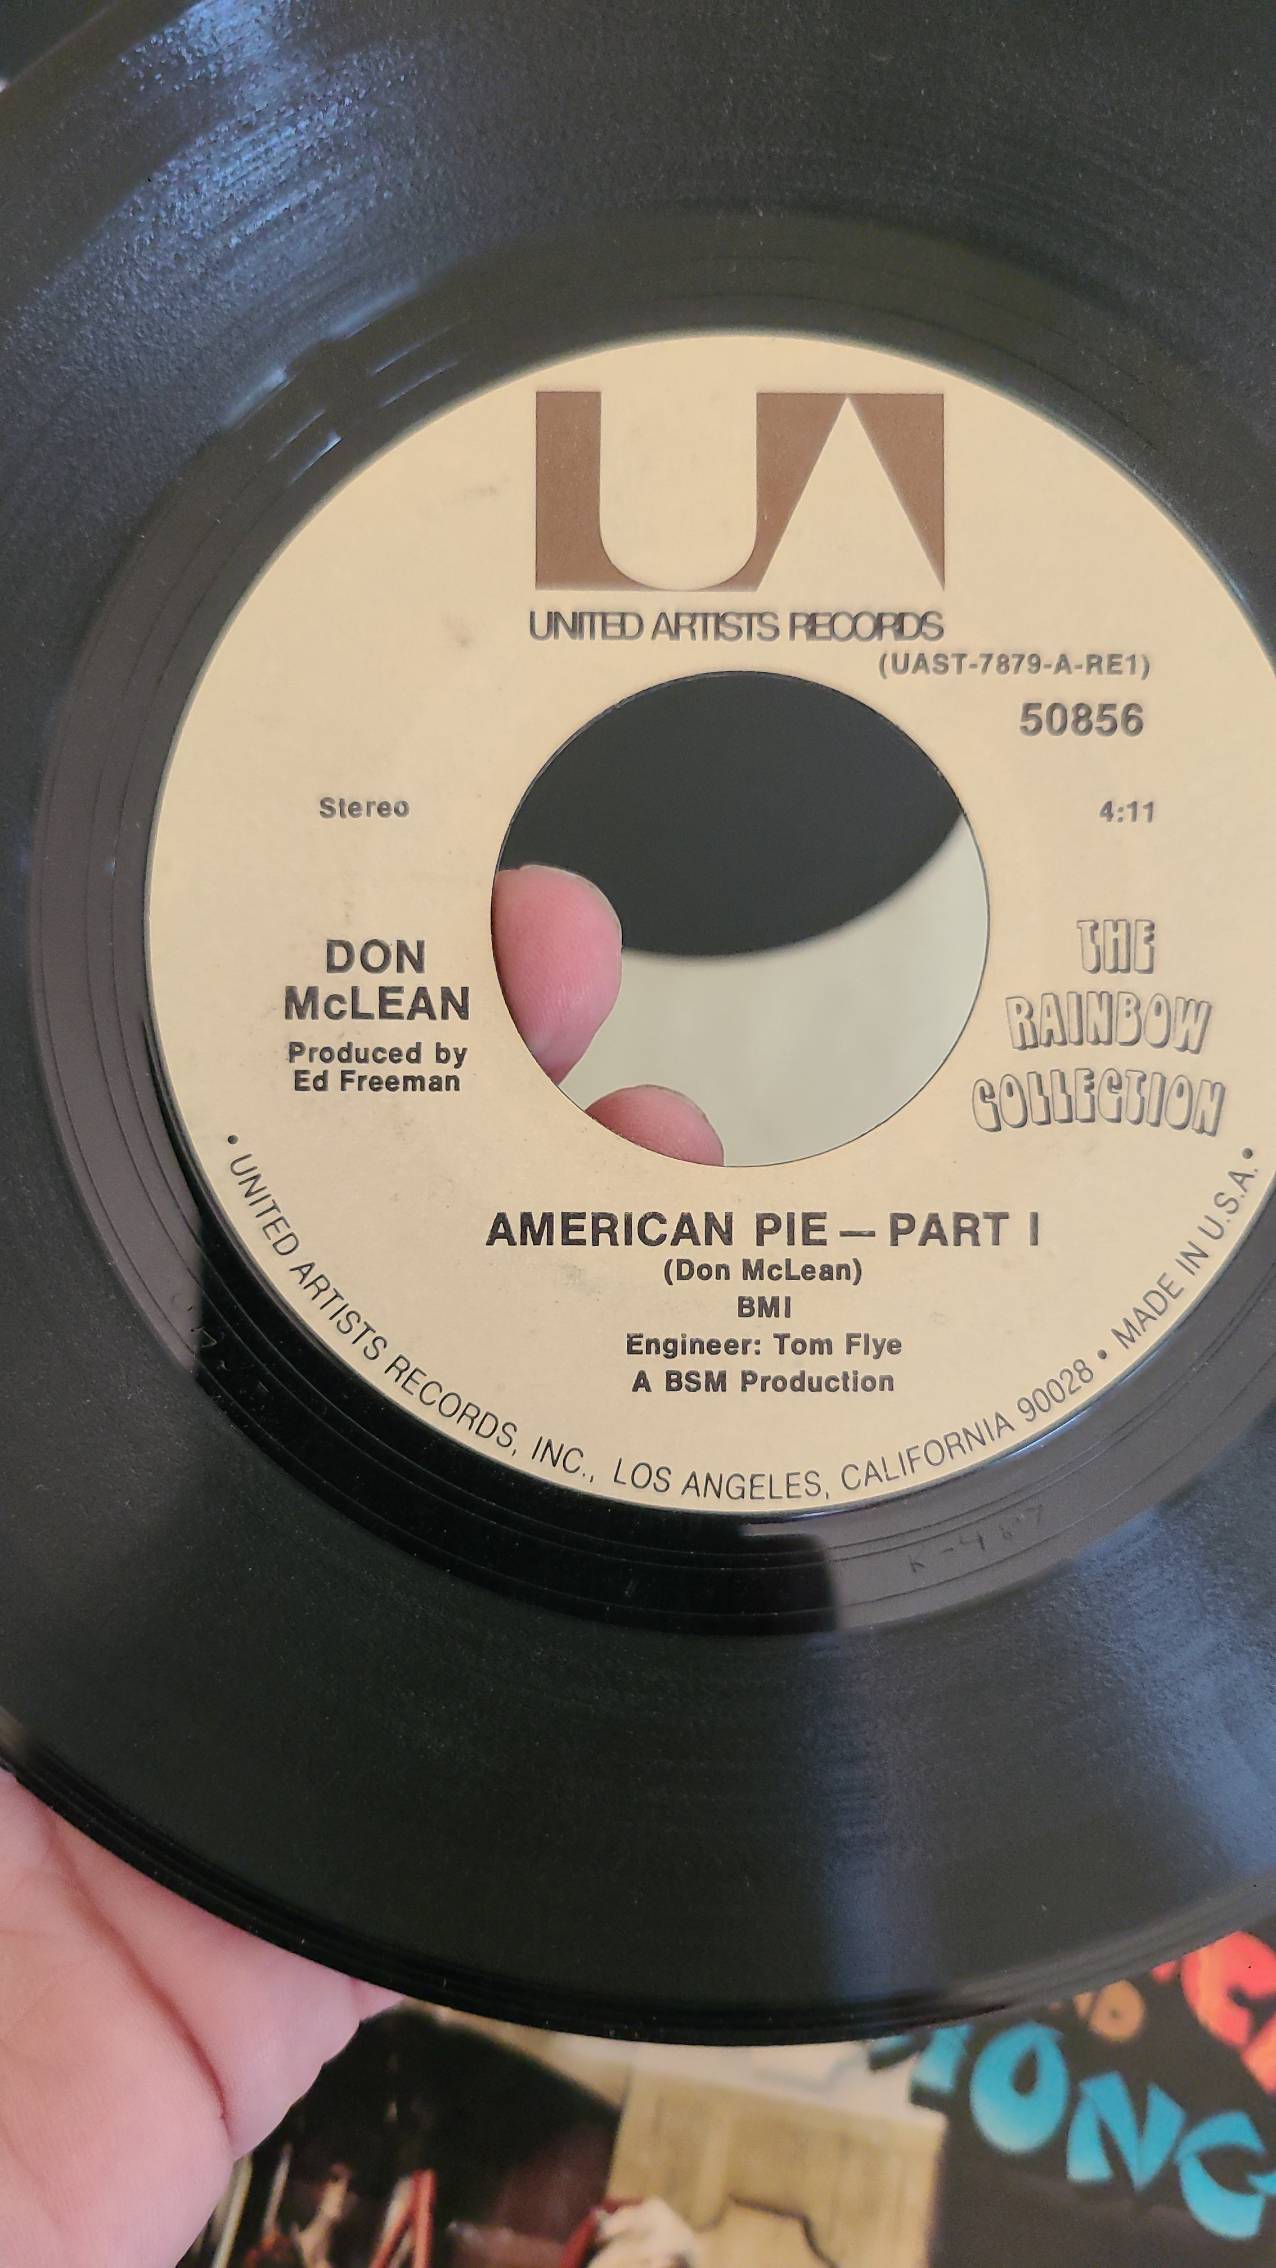 UA
UNITED ARTISTS RECORDS
(UAST-7879-A-RE1)
50856
Stereo
4:11
DON
McLEAN
Produced by
Ed Freeman
THE
RAINBOW
COLLECTION
AMERICAN PIE — PART I
(Don McLean)
BMI
Engineer: Tom Flye
A BSM Production
• UNITED ARTISTS RECORDS, INC., LOS ANGELES, CALIFORNIA 90028 • MADE IN U.S.A. •
K-487